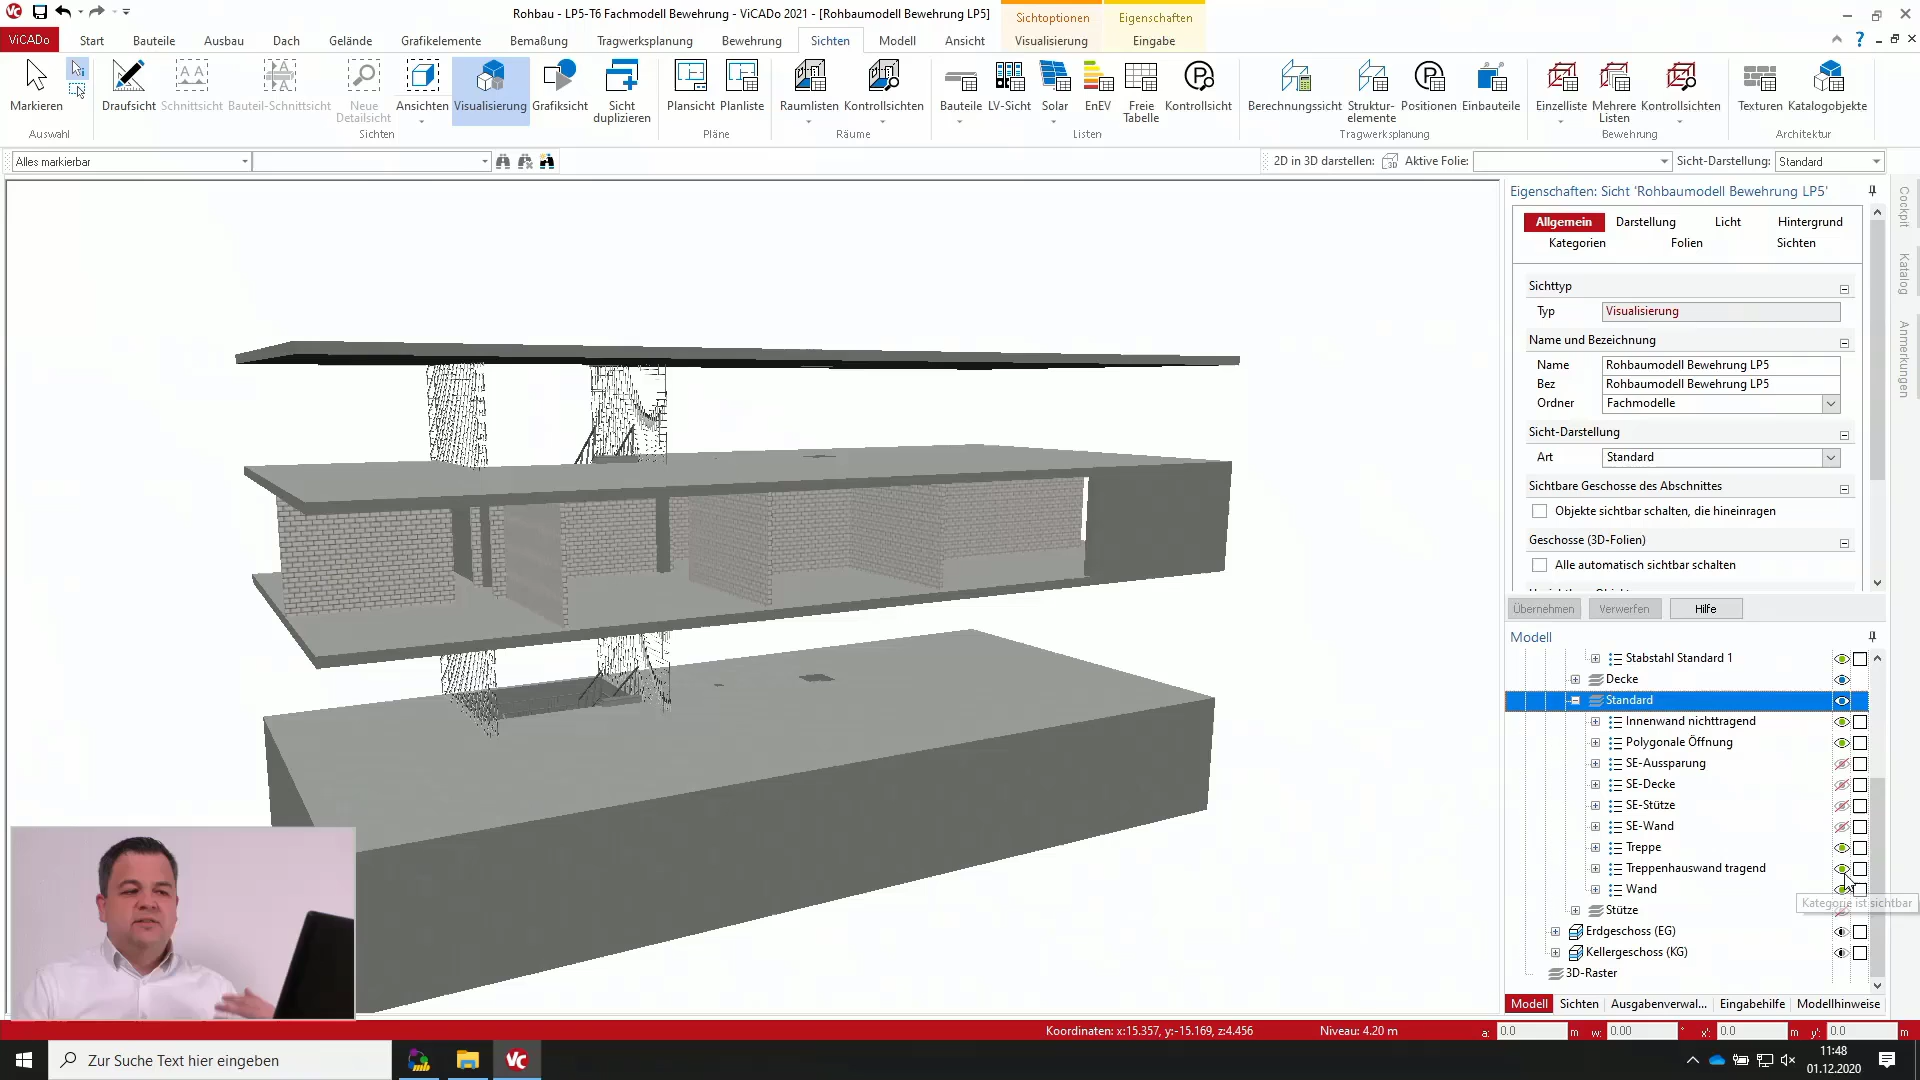 Rohbau - LP5-T6 Fachmodell Bewehrung - ViCADo 2021 - [Rohbaumodell Bewehrung LP5]
Sichtoptionen
Eigenschaften
ViCADo
Start
Bauteile
Ausbau
Dach
Gelände
Grafikelemente
Bemaßung
Tragwerksplanung
Bewehrung
Sichten
Modell
Ansicht
Visualisierung
Eingabe
Markieren
Draufsicht
Schnittsicht
Bauteil-Schnittsicht
Neue
Detailsicht
Ansichten
Visualisierung
Grafiksicht
Sicht
duplizieren
Plansicht
Planliste
Raumlisten
Kontrollsichten
Bauteile
LV-Sicht
Solar
EnEV
Freie
Tabelle
Kontrollsicht
Berechnungssicht
Struktur-
elemente
Positionen
Einbauteile
Einzelliste
Mehrere
Listen
Kontrollsichten
Texturen
Katalogobjekte
Auswahl
Sichten
Pläne
Räume
Listen
Tragwerksplanung
Bewehrung
Architektur
Alles markierbar
2D in 3D darstellen:
Aktive Folie:
Sicht-Darstellung:
Standard
Eigenschaften: Sicht 'Rohbaumodell Bewehrung LP5'
Allgemein
Darstellung
Licht
Hintergrund
Kategorien
Folien
Sichten
Sichttyp
Typ
Visualisierung
Name und Bezeichnung
Name
Rohbaumodell Bewehrung LP5
Bez
Rohbaumodell Bewehrung LP5
Ordner
Fachmodelle
Sicht-Darstellung
Art
Standard
Sichtbare Geschosse des Abschnittes
Objekte sichtbar schalten, die hineinragen
Geschosse (3D-Folien)
Alle automatisch sichtbar schalten
Übernehmen
Verwerfen
Hilfe
Cockpit
Katalog
Anmerkungen
Modell
Stabstahl Standard 1
Decke
Standard
Innenwand nichttragend
Polygonale Öffnung
SE-Aussparung
SE-Decke
SE-Stütze
SE-Wand
Treppe
Treppenhauswand tragend
Wand
Kategorie ist sichtbar
Stütze
Erdgeschoss (EG)
Kellergeschoss (KG)
3D-Raster
Modell
Sichten
Ausgabenverwal...
Eingabehilfe
Modellhinweise
Koordinaten: x:15.357, y:-15.169, z:4.456
Niveau: 4.20 m
a: 0.0 m
w: 0.00 °
x': 0.0 m
y': 0.0 m
Zur Suche Text hier eingeben
11:48
01.12.2020